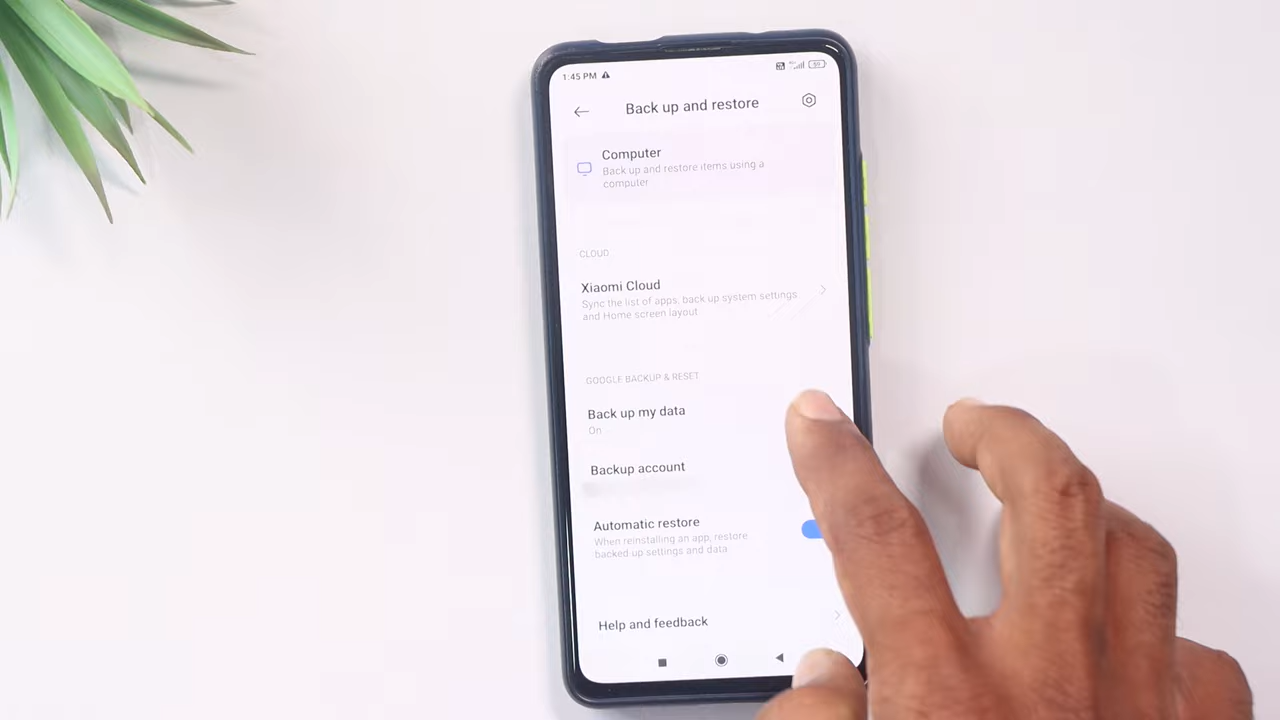 1:45 PM
Back up and restore
Computer
Back up and restore items using a
computer
CLOUD
Xiaomi Cloud
Sync the list of apps, back up system settings
and Home screen layout
GOOGLE BACKUP & RESET
Back up my data
On
Backup account
Automatic restore
When reinstalling an app, restore
backed up settings and data
Help and feedback